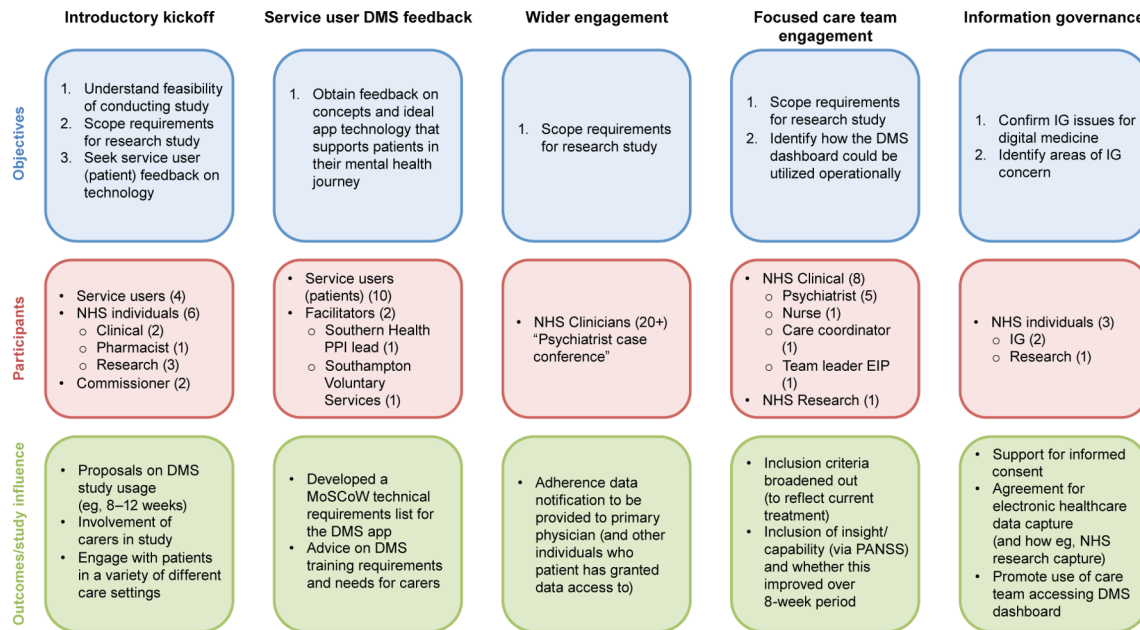 Introductory kickoff
Service user DMS feedback
Wider engagement
Focused care team
engagement
Information governance
Objectives
1. Understand feasibility
of conducting study
2. Scope requirements
for research study
3. Seek service user
(patient) feedback on
technology
1. Obtain feedback on
concepts and ideal
app technology that
supports patients in
their mental health
journey
1. Scope requirements
for research study
1. Scope requirements
for research study
2. Identify how the DMS
dashboard could be
utilized operationally
1. Confirm IG issues for
digital medicine
2. Identify areas of IG
concern
Participants
• Service users (4)
• NHS individuals (6)
o Clinical (2)
o Pharmacist (1)
o Research (3)
• Commissioner (2)
• Service users
(patients) (10)
• Facilitators (2)
o Southern Health
PPI lead (1)
o Southampton
Voluntary
Services (1)
• NHS Clinicians (20+)
“Psychiatrist case
conference”
• NHS Clinical (8)
o Psychiatrist (5)
o Nurse (1)
o Care coordinator
(1)
o Team leader EIP
(1)
• NHS Research (1)
• NHS individuals (3)
o IG (2)
o Research (1)
Outcomes/study influence
• Proposals on DMS
study usage
(eg, 8–12 weeks)
• Involvement of
carers in study
• Engage with patients
in a variety of different
care settings
• Developed a
MoSCoW technical
requirements list for
the DMS app
• Advice on DMS
training requirements
and needs for carers
• Adherence data
notification to be
provided to primary
physician (and other
individuals who
patient has granted
data access to)
• Inclusion criteria
broadened out
(to reflect current
treatment)
• Inclusion of insight/
capability (via PANSS)
and whether this
improved over
8-week period
• Support for informed
consent
• Agreement for
electronic healthcare
data capture
(and how eg, NHS
research capture)
• Promote use of care
team accessing DMS
dashboard